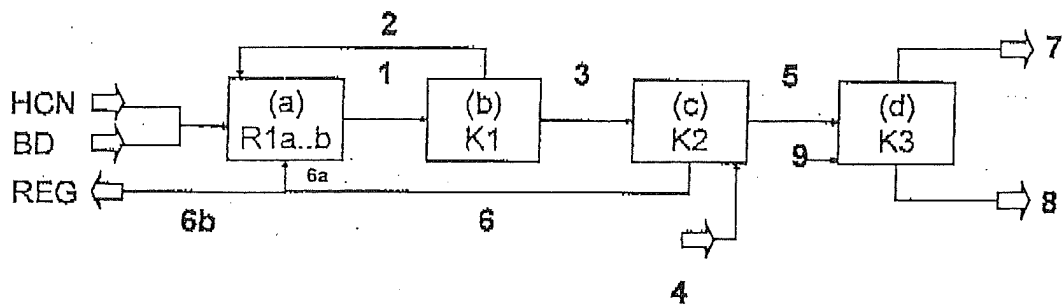 2
1 3 5 7
HCN (a) (b) (c) (d)
BD R1a..b K1 K2 9 K3
REG 6a 8
6b 6
4